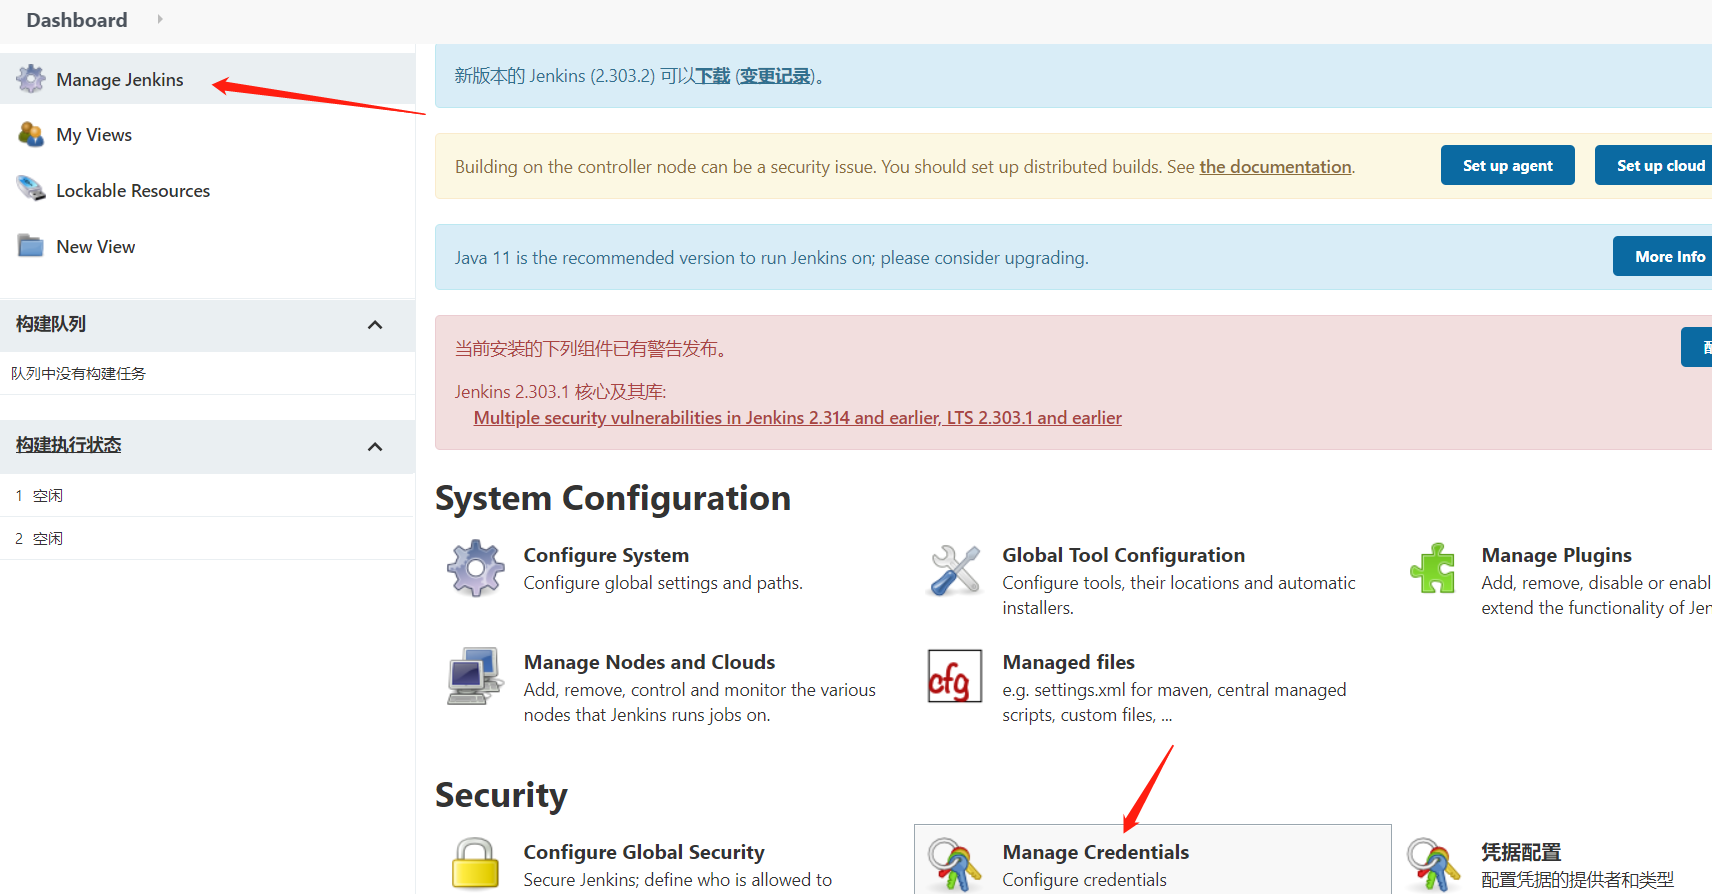 Dashboard
Manage Jenkins
My Views
Lockable Resources
New View
构建队列
队列中没有构建任务
构建执行状态
1 空闲
2 空闲
新版本的 Jenkins (2.303.2) 可以下载 (变更记录)。
Building on the controller node can be a security issue. You should set up distributed builds. See the documentation.
Set up agent
Set up cloud
Java 11 is the recommended version to run Jenkins on; please consider upgrading.
More Info
当前安装的下列组件已有警告发布。
Jenkins 2.303.1 核心及其库:
Multiple security vulnerabilities in Jenkins 2.314 and earlier, LTS 2.303.1 and earlier
System Configuration
Configure System
Configure global settings and paths.
Global Tool Configuration
Configure tools, their locations and automatic
installers.
Manage Plugins
Add, remove, disable or enabl
extend the functionality of Jen
Manage Nodes and Clouds
Add, remove, control and monitor the various
nodes that Jenkins runs jobs on.
cfg
Managed files
e.g. settings.xml for maven, central managed
scripts, custom files, ...
Security
Configure Global Security
Secure Jenkins; define who is allowed to
Manage Credentials
Configure credentials
凭据配置
配置凭据的提供者和类型